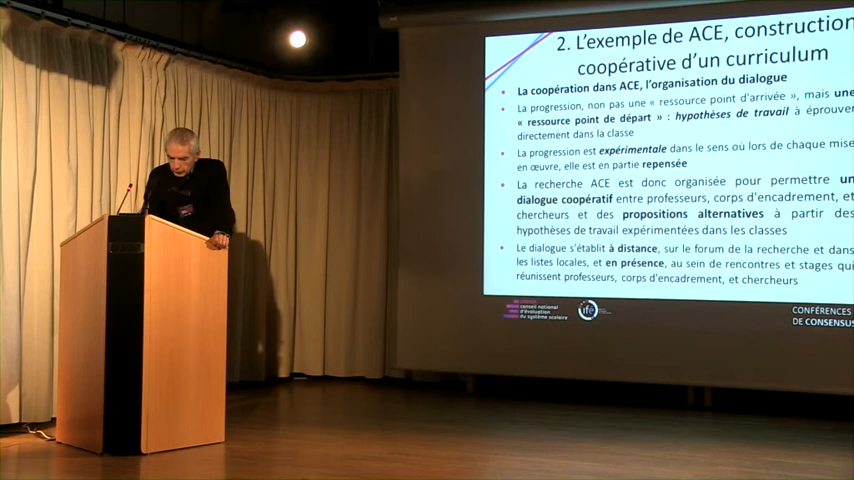 2. L'exemple de ACE, construction
coopérative d'un curriculum
• La coopération dans ACE, l'organisation du dialogue
• La progression, non pas une « ressource point d'arrivée », mais une
« ressource point de départ » : hypothèses de travail à éprouver
directement dans la classe
• La progression est expérimentale dans le sens où lors de chaque mise
en œuvre, elle est en partie repensée
• La recherche ACE est donc organisée pour permettre un
dialogue coopératif entre professeurs, corps d'encadrement, et
chercheurs et des propositions alternatives à partir des
hypothèses de travail expérimentées dans les classes
• Le dialogue s'établit à distance, sur le forum de la recherche et dans
les listes locales, et en présence, au sein de rencontres et stages qui
réunissent professeurs, corps d'encadrement, et chercheurs
conseil national
d'évaluation
du système scolaire
ifé
CONFÉRENCES
DE CONSENSUS